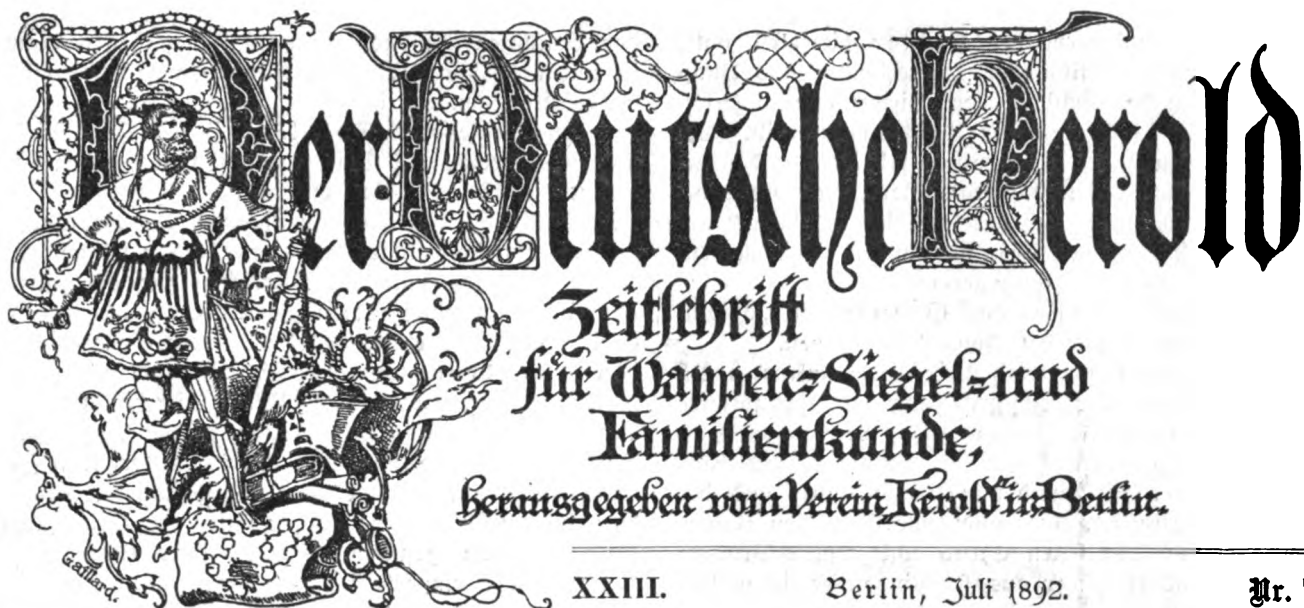 Der Deutsche Herold
Zeitschrift
für Wappen-Siegel-und
Familienkunde,
herausgegeben vom Verein „Herold“ in Berlin.
Gaillard.
XXIII. Berlin, Juli 1892. Nr.